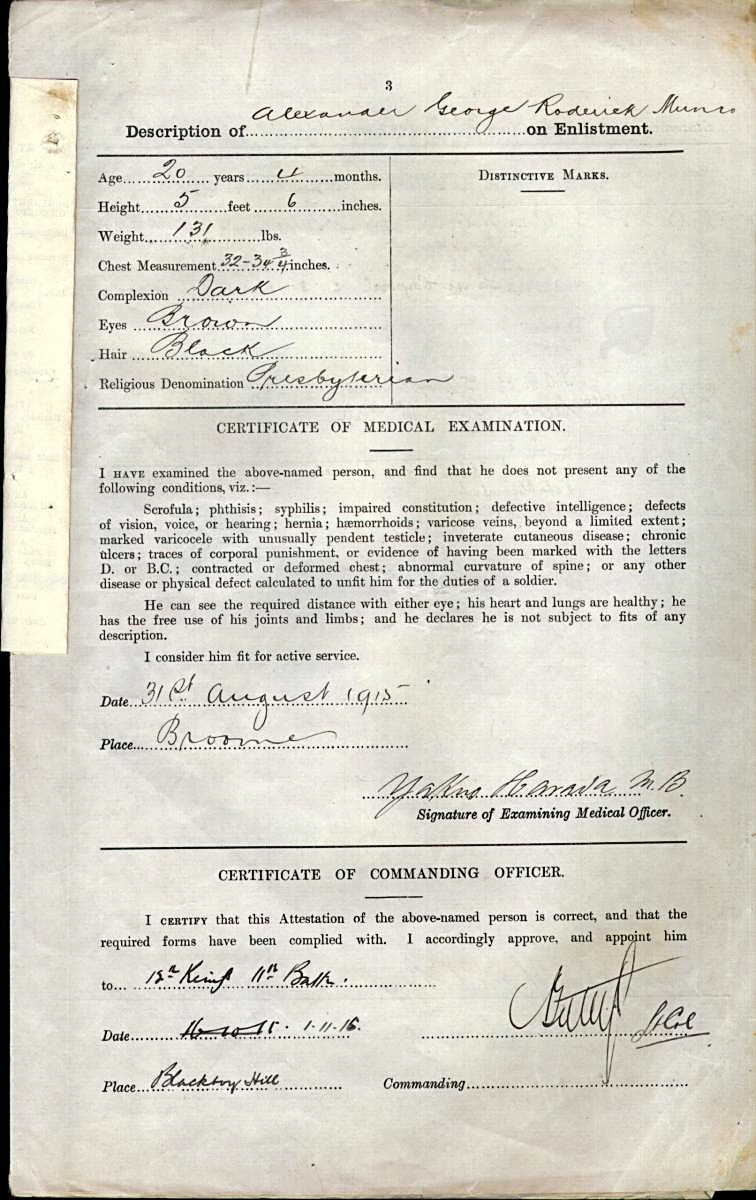 3
Alexander George Roderick Munro
Description of on Enlistment.
Age 20 years 4 months.
Height 5 feet 6 inches.
Weight 131 lbs.
Chest Measurement 32-34 3/4 inches.
Complexion Dark
Eyes Brown
Hair Black
Religious Denomination Presbyterian
DISTINCTIVE MARKS.
CERTIFICATE OF MEDICAL EXAMINATION.
I HAVE examined the above-named person, and find that he does not present any of the
following conditions, viz.:—
Scrofula; phthisis; syphilis; impaired constitution; defective intelligence; defects
of vision, voice, or hearing; hernia; hæmorrhoids; varicose veins, beyond a limited extent;
marked varicocele with unusually pendent testicle; inveterate cutaneous disease; chronic
ulcers; traces of corporal punishment, or evidence of having been marked with the letters
D. or B.C.; contracted or deformed chest; abnormal curvature of spine; or any other
disease or physical defect calculated to unfit him for the duties of a soldier.
He can see the required distance with either eye; his heart and lungs are healthy; he
has the free use of his joints and limbs; and he declares he is not subject to fits of any
description.
I consider him fit for active service.
Date 31st August 1915
Place Broome
Harada M.B
Signature of Examining Medical Officer.
CERTIFICATE OF COMMANDING OFFICER.
I CERTIFY that this Attestation of the above-named person is correct, and that the
required forms have been complied with. I accordingly approve, and appoint him
to 12th Reinf 11th Batt.
Date 1.11.15.
Lt Col
Place Blackboy Hill Commanding